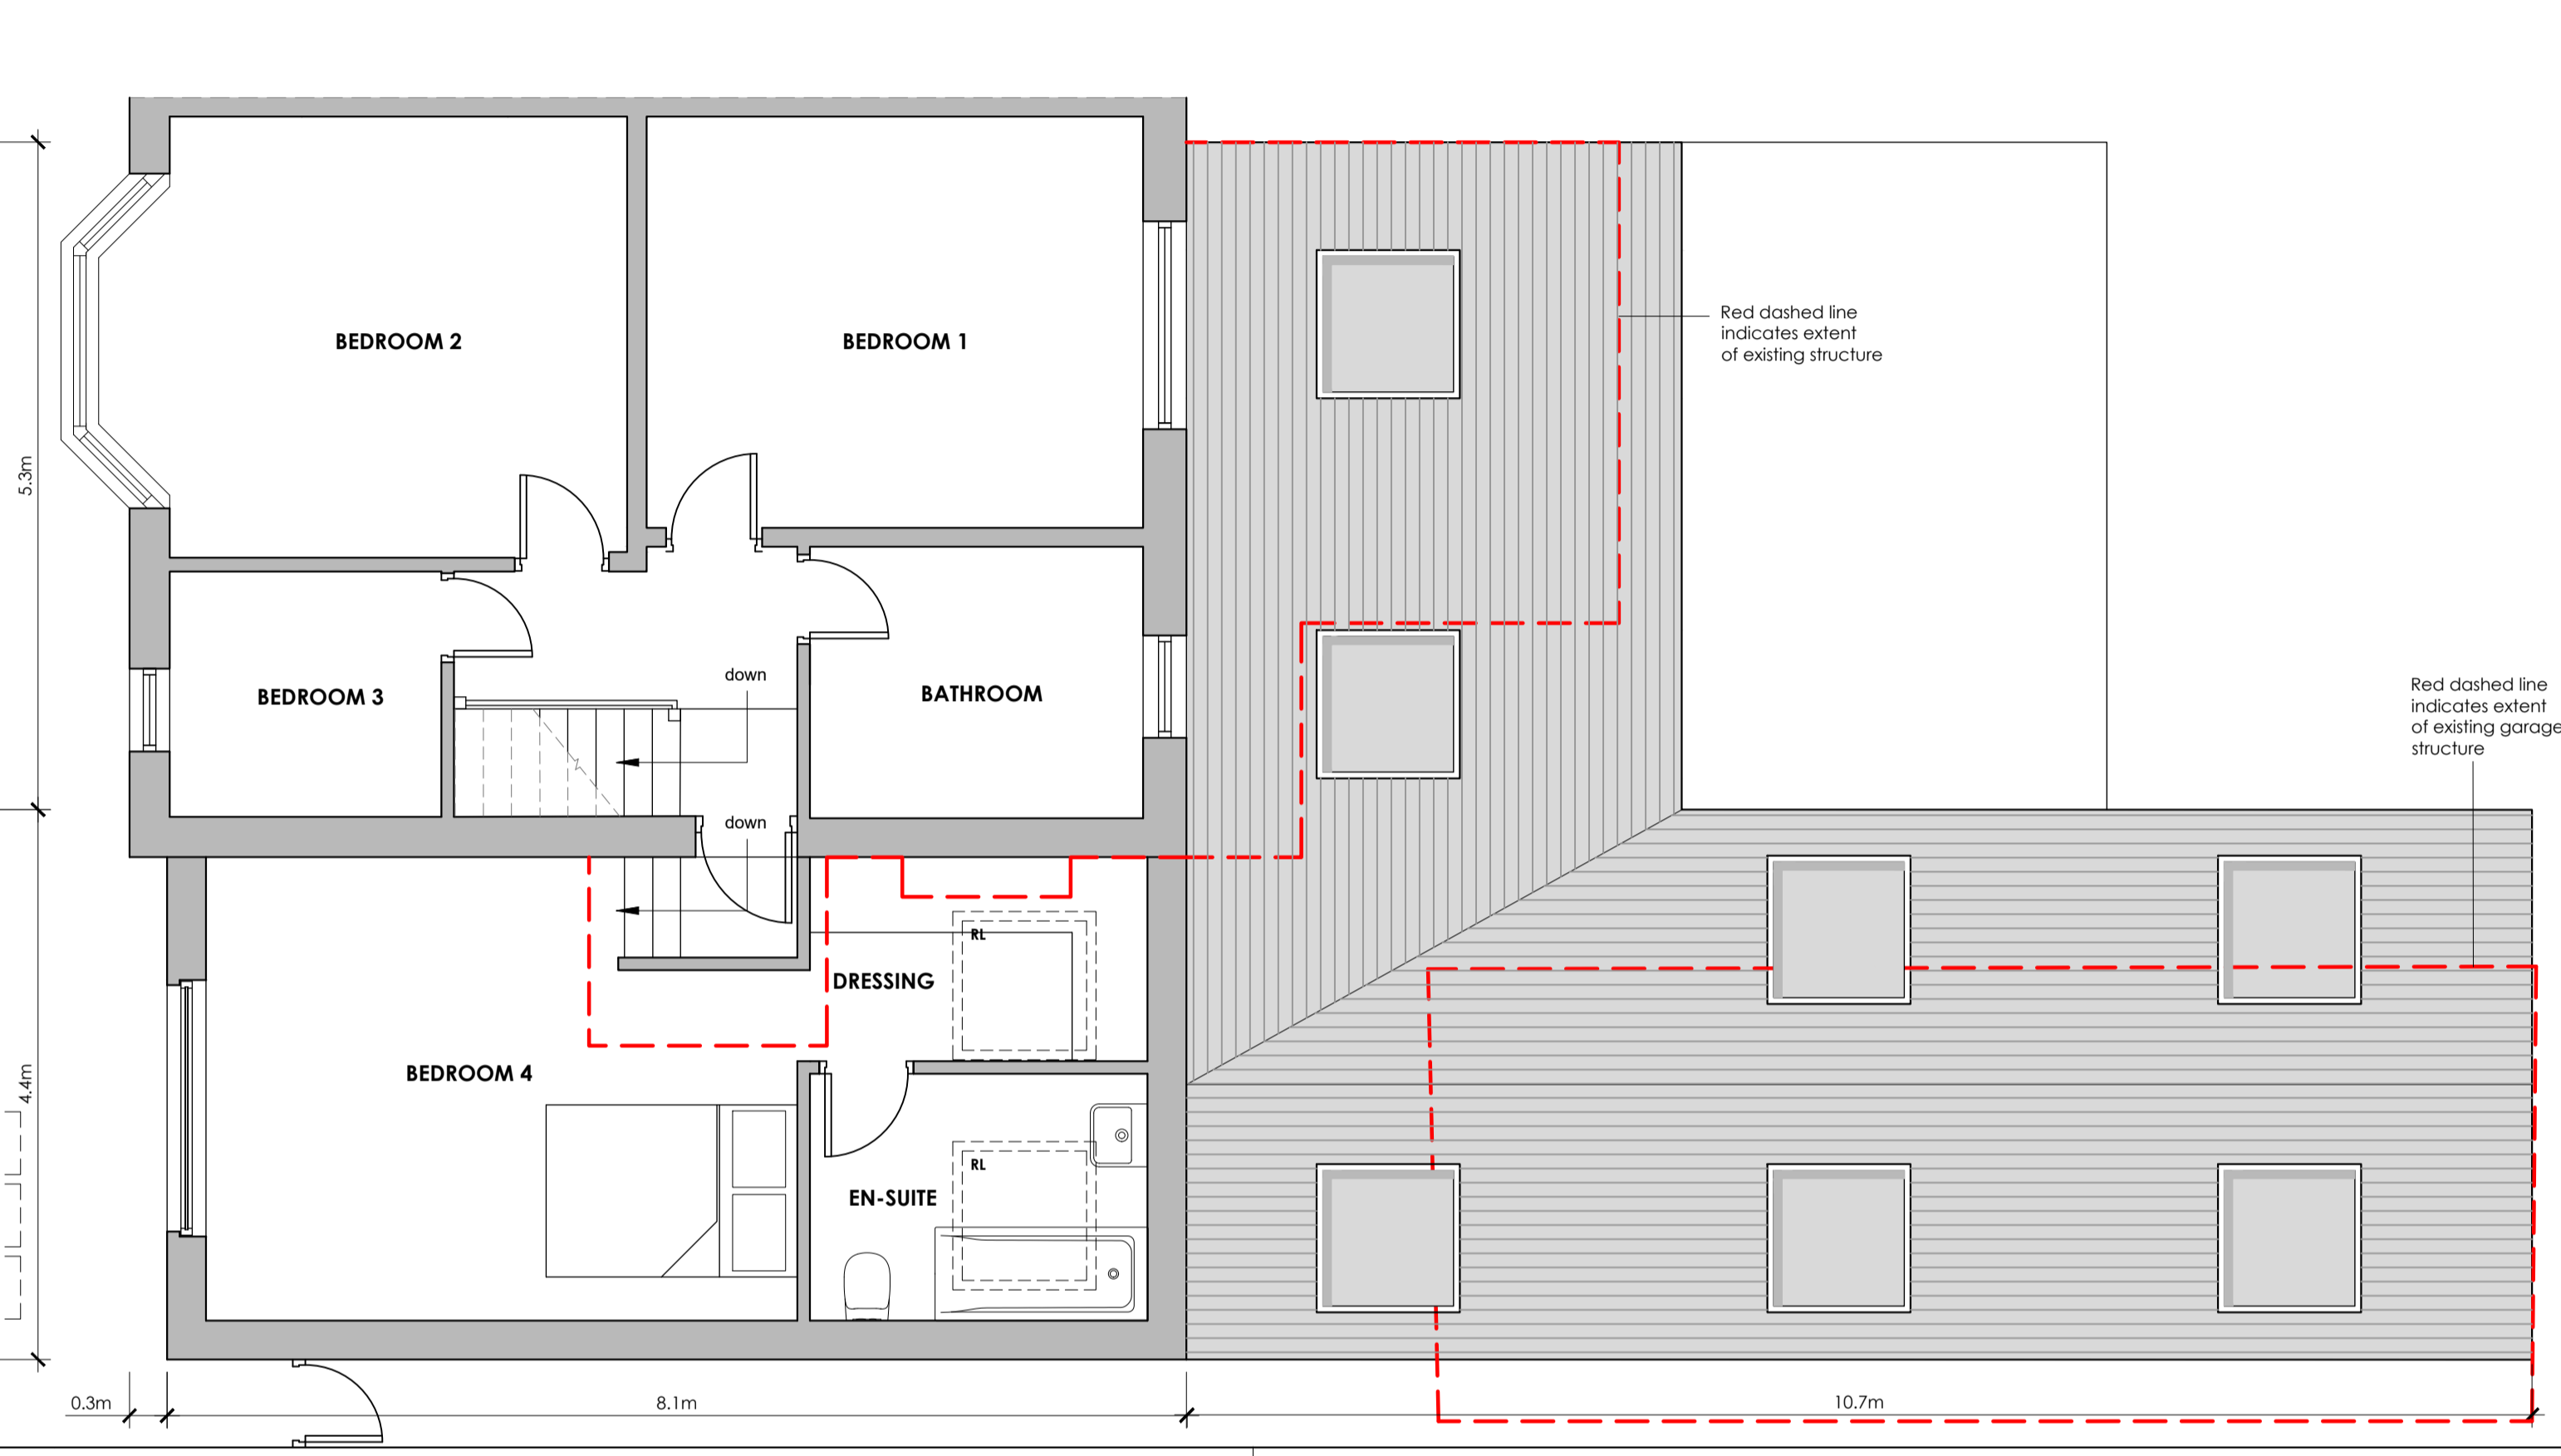 BEDROOM 2
BEDROOM 1
Red dashed line
indicates extent
of existing structure
5.3m
BEDROOM 3
down
BATHROOM
Red dashed line
indicates extent
of existing garage
structure
down
RL
DRESSING
BEDROOM 4
4.4m
RL
EN-SUITE
0.3m
8.1m
10.7m